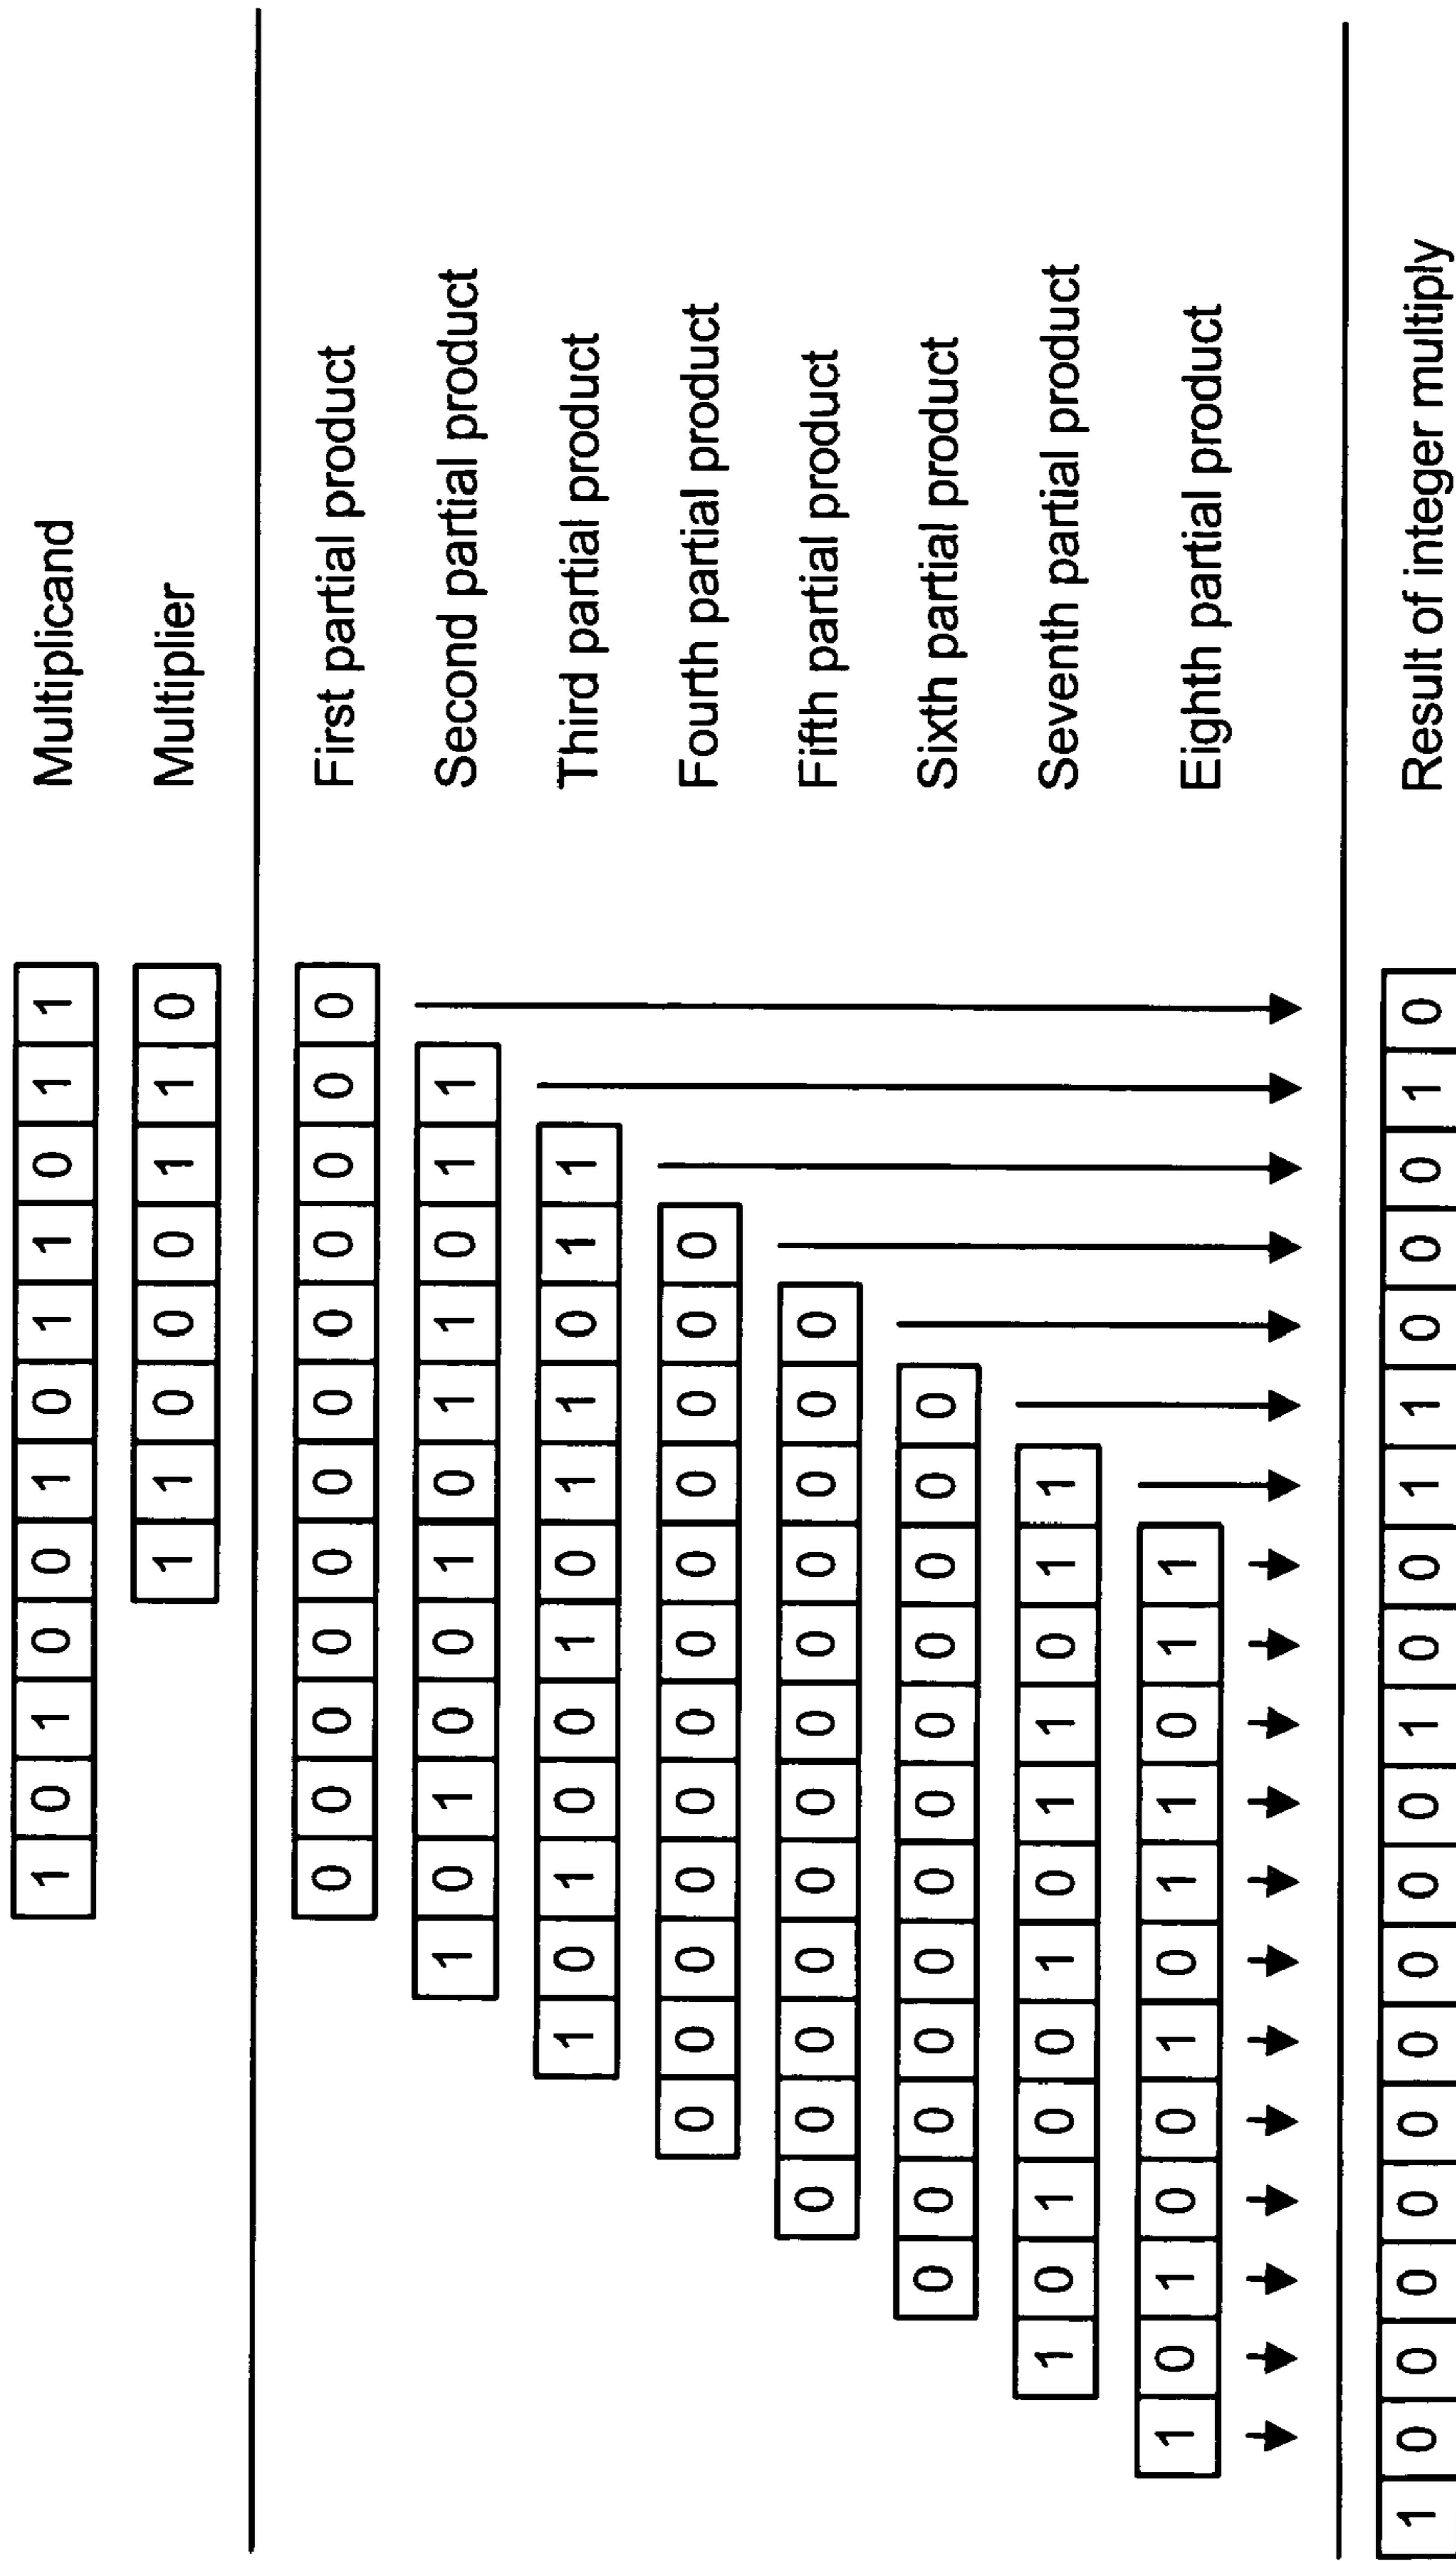 1 0 1 0 0 1 0 1 1 0 1 1 Multiplicand
1 1 0 0 0 1 1 0 Multiplier
0 0 0 0 0 0 0 0 0 0 0 0 First partial product
1 0 1 0 0 1 0 1 1 0 1 1 Second partial product
1 0 1 0 0 1 0 1 1 0 1 1 Third partial product
0 0 0 0 0 0 0 0 0 0 0 0 Fourth partial product
0 0 0 0 0 0 0 0 0 0 0 0 Fifth partial product
0 0 0 0 0 0 0 0 0 0 0 0 Sixth partial product
1 0 1 0 0 1 0 1 1 0 1 1 Seventh partial product
1 0 1 0 0 1 0 1 1 0 1 1 Eighth partial product
1 0 0 0 0 0 0 0 0 0 1 0 0 1 1 0 0 0 1 0 Result of integer multiply